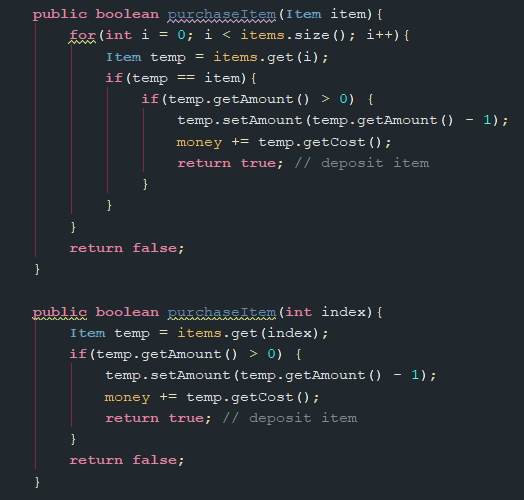 public boolean purchaseItem(Item item){
    for(int i = 0; i < items.size(); i++){
        Item temp = items.get(i);
        if(temp == item){
            if(temp.getAmount() > 0) {
                temp.setAmount(temp.getAmount() - 1);
                money += temp.getCost();
                return true; // deposit item
            }
        }
    }
    return false;
}

public boolean purchaseItem(int index){
    Item temp = items.get(index);
    if(temp.getAmount() > 0) {
        temp.setAmount(temp.getAmount() - 1);
        money += temp.getCost();
        return true; // deposit item
    }
    return false;
}